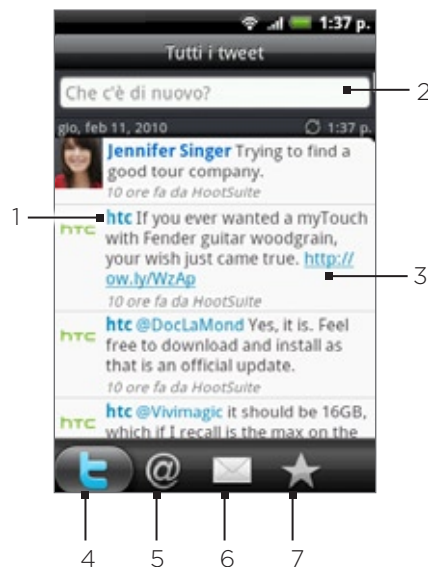 1:37 p.
Tutti i tweet
Che c'è di nuovo?
2
gio, feb 11, 2010 1:37 p.
Jennifer Singer Trying to find a
good tour company.
10 ore fa da HootSuite
1
htc If you ever wanted a myTouch
hTC
with Fender guitar woodgrain,
your wish just came true. http://
3
ow.ly/WzAp
10 ore fa da HootSuite
htc @DocLaMond Yes, it is. Feel
hTC
free to download and install as
that is an official update.
10 ore fa da HootSuite
htc @Vivimagic it should be 16GB,
hTC
which if I recall is the max on the
t @
4 5 6 7